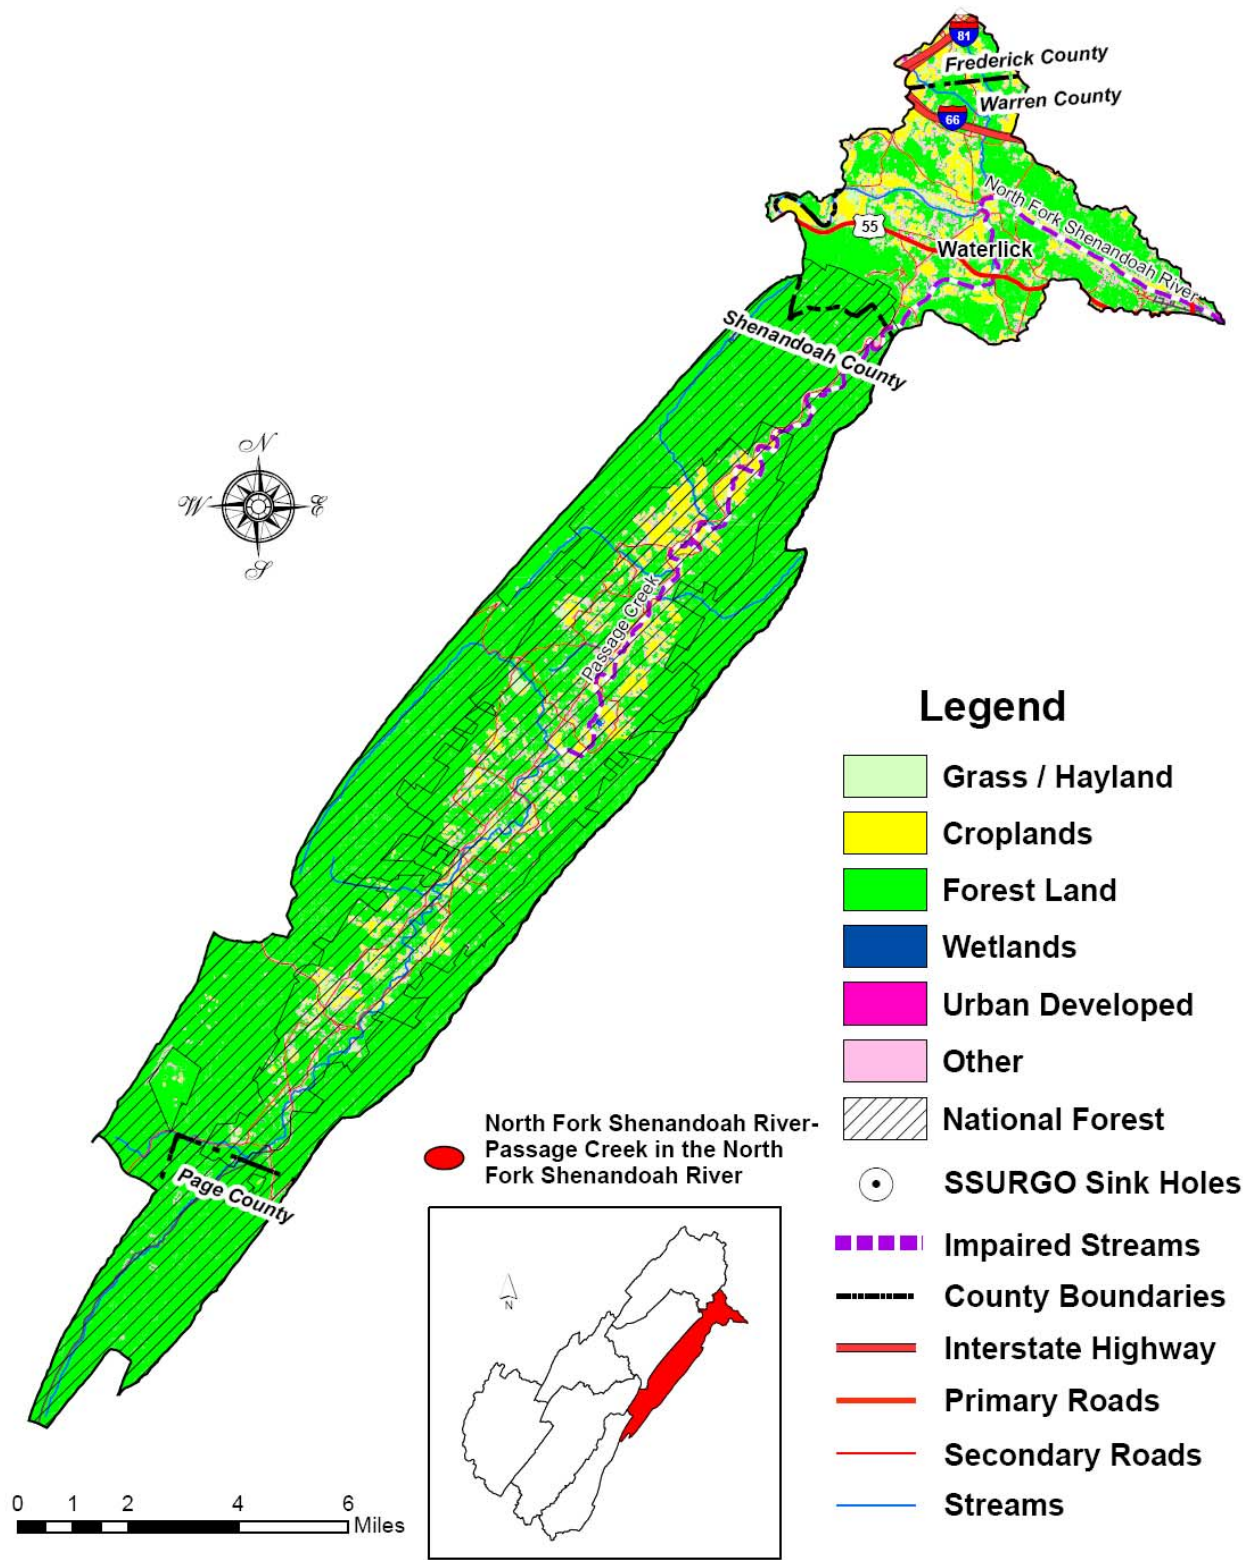 81
Frederick County
Warren County
66
North Fork Shenandoah River
55
Waterlick
Shenandoah County
N
W
E
S
Passage Creek
Legend
Grass / Hayland
Croplands
Forest Land
Wetlands
Urban Developed
Other
National Forest
SSURGO Sink Holes
Impaired Streams
County Boundaries
Interstate Highway
Primary Roads
Secondary Roads
Streams
Page County
North Fork Shenandoah River-
Passage Creek in the North
Fork Shenandoah River
N
0 1 2 4 6
Miles